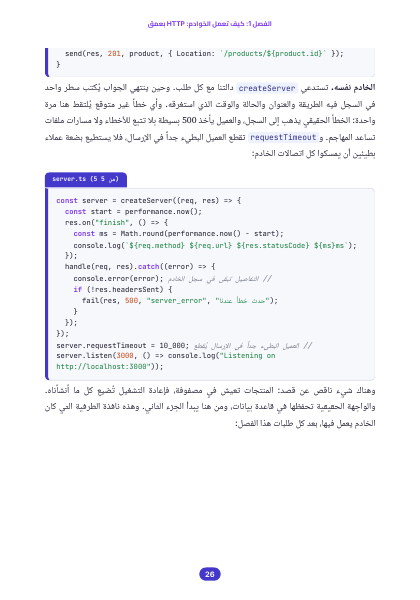 الفصل 1: كيف تعمل الخوادم: HTTP بعمق
send(res, 201, product, { Location: `/products/${product.id}` });
}
الخادم نفسه. تستدعي createServer دالتنا مع كل طلب. وحين ينتهي الجواب يُكتب سطر واحد
في السجل فيه الطريقة والعنوان والحالة والوقت الذي استغرقه. وأي خطأ غير متوقع يُلتقط هنا مرة
واحدة: الخطأ الحقيقي يذهب إلى السجل، والعميل يأخذ 500 بسيطة بلا تتبع للأخطاء ولا مسارات ملفات
تساعد المهاجم. و requestTimeout تقطع العميل البطيء جداً في الإرسال، فلا يستطيع بضعة عملاء
بطيئين أن يمسكوا كل اتصالات الخادم:
server.ts (5 من 5)
const server = createServer((req, res) => {
const start = performance.now();
res.on("finish", () => {
const ms = Math.round(performance.now() - start);
console.log(`${req.method} ${req.url} ${res.statusCode} ${ms}ms`);
});
handle(req, res).catch((error) => {
console.error(error); // التفاصيل تبقى في سجل الخادم
if (!res.headersSent) {
fail(res, 500, "server_error", "حدث خطأ عندنا");
}
});
});
server.requestTimeout = 10_000; // العميل البطيء جداً في الإرسال يُقطع
server.listen(3000, () => console.log("Listening on
http://localhost:3000"));
وهناك شيء ناقص عن قصد: المنتجات تعيش في مصفوفة، فإعادة التشغيل تُضيع كل ما أنشأناه.
والواجهة الحقيقية تحفظها في قاعدة بيانات، ومن هنا يبدأ الجزء الثاني. وهذه نافذة الطرفية التي كان
الخادم يعمل فيها، بعد كل طلبات هذا الفصل:
26